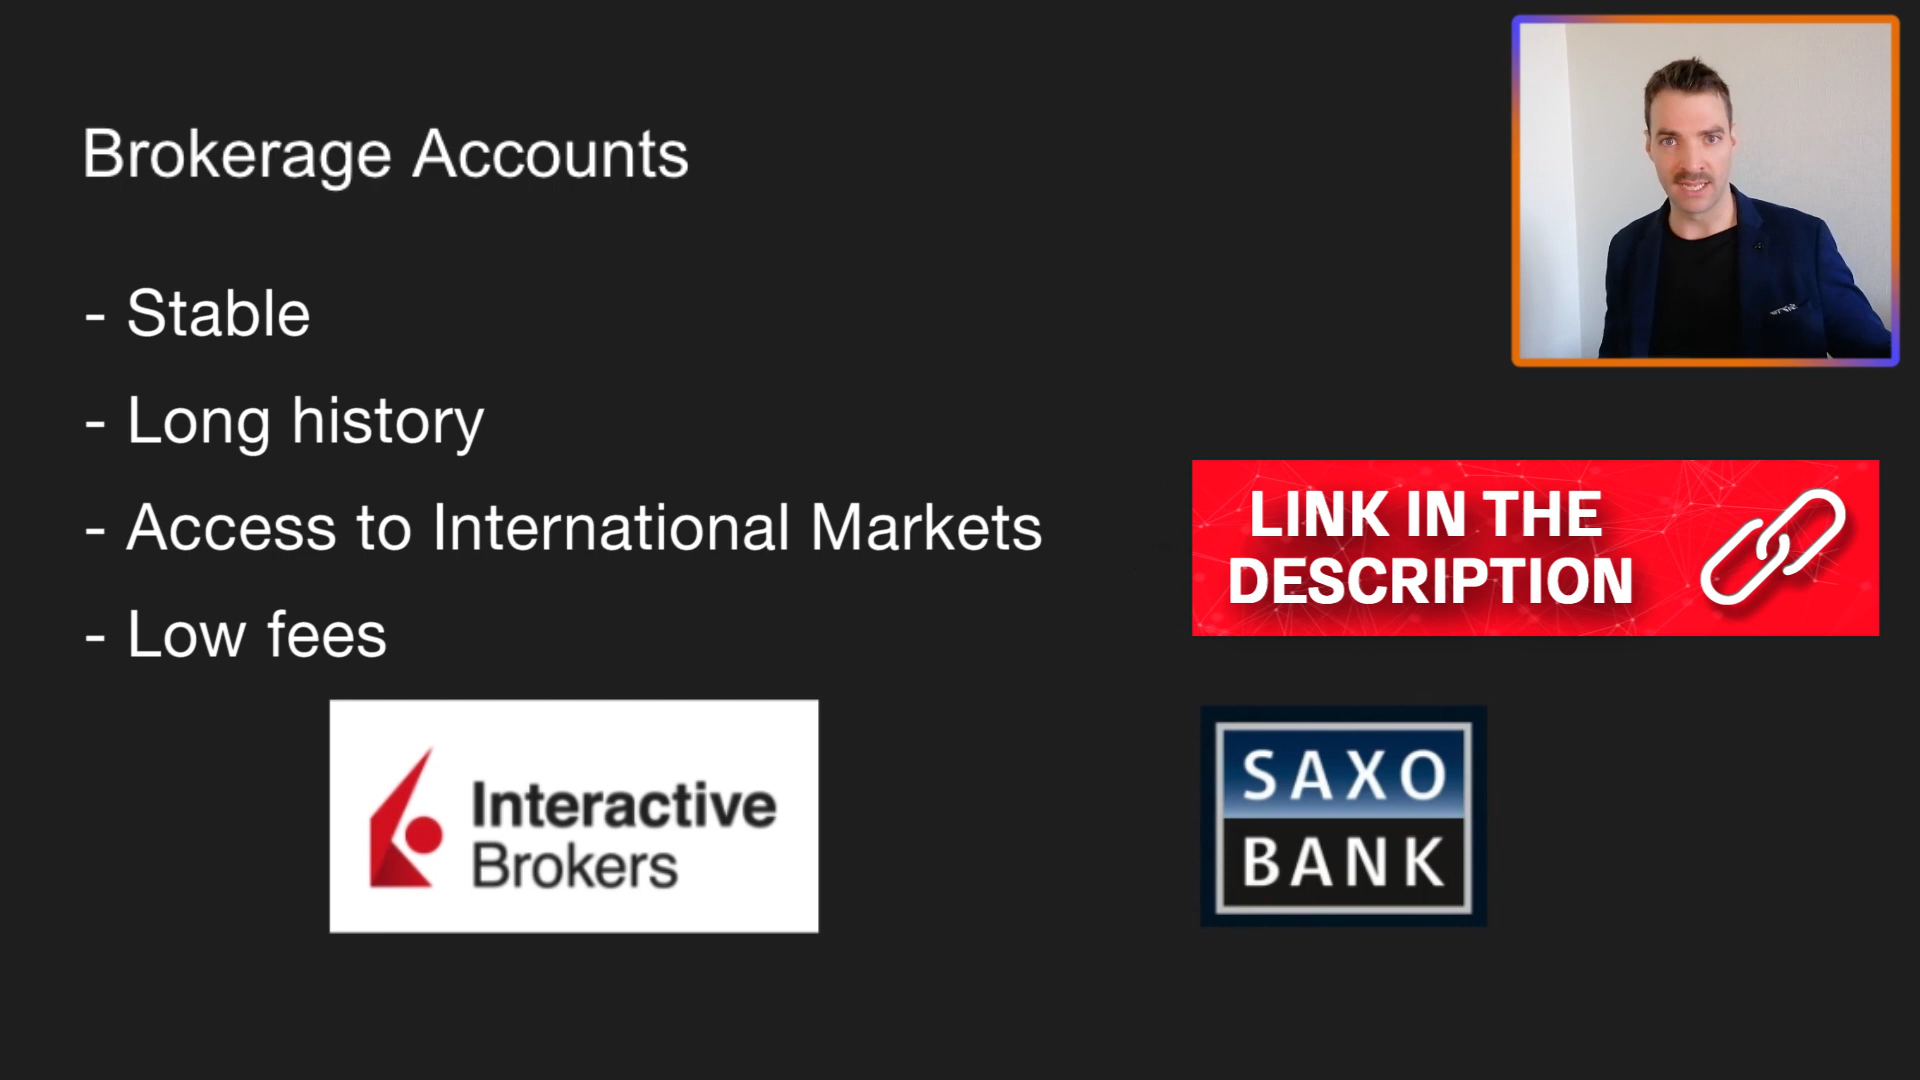 Brokerage Accounts
- Stable
- Long history
- Access to International Markets
- Low fees
LINK IN THE
DESCRIPTION
Interactive
Brokers
SAXO
BANK